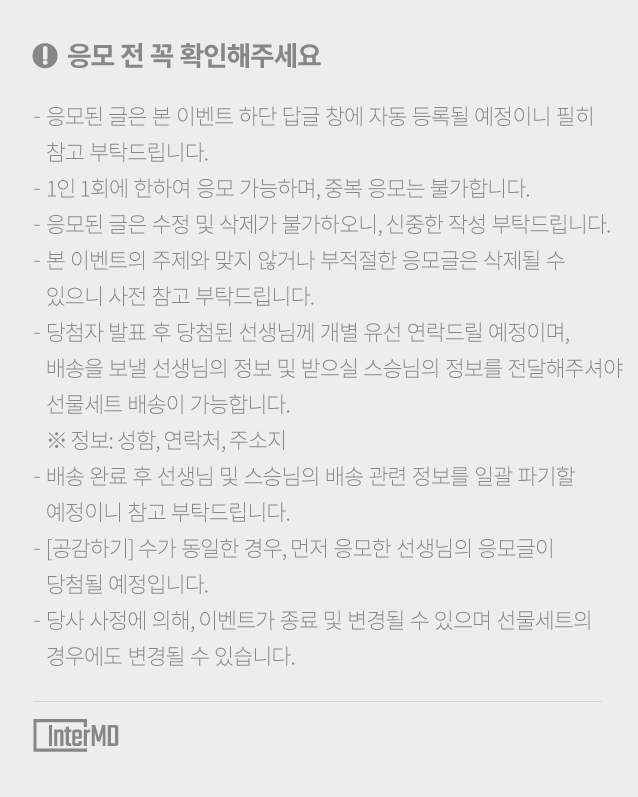 응모 전 꼭 확인해주세요
- 응모된 글은 본 이벤트 하단 답글 창에 자동 등록될 예정이니 필히
참고 부탁드립니다.
- 1인 1회에 한하여 응모 가능하며, 중복 응모는 불가합니다.
- 응모된 글은 수정 및 삭제가 불가하오니, 신중한 작성 부탁드립니다.
- 본 이벤트의 주제와 맞지 않거나 부적절한 응모글은 삭제될 수
있으니 사전 참고 부탁드립니다.
- 당첨자 발표 후 당첨된 선생님께 개별 유선 연락드릴 예정이며,
배송을 보낼 선생님의 정보 및 받으실 스승님의 정보를 전달해주셔야
선물세트 배송이 가능합니다.
※ 정보: 성함, 연락처, 주소지
- 배송 완료 후 선생님 및 스승님의 배송 관련 정보를 일괄 파기할
예정이니 참고 부탁드립니다.
- [공감하기] 수가 동일한 경우, 먼저 응모한 선생님의 응모글이
당첨될 예정입니다.
- 당사 사정에 의해, 이벤트가 종료 및 변경될 수 있으며 선물세트의
경우에도 변경될 수 있습니다.
InterMD